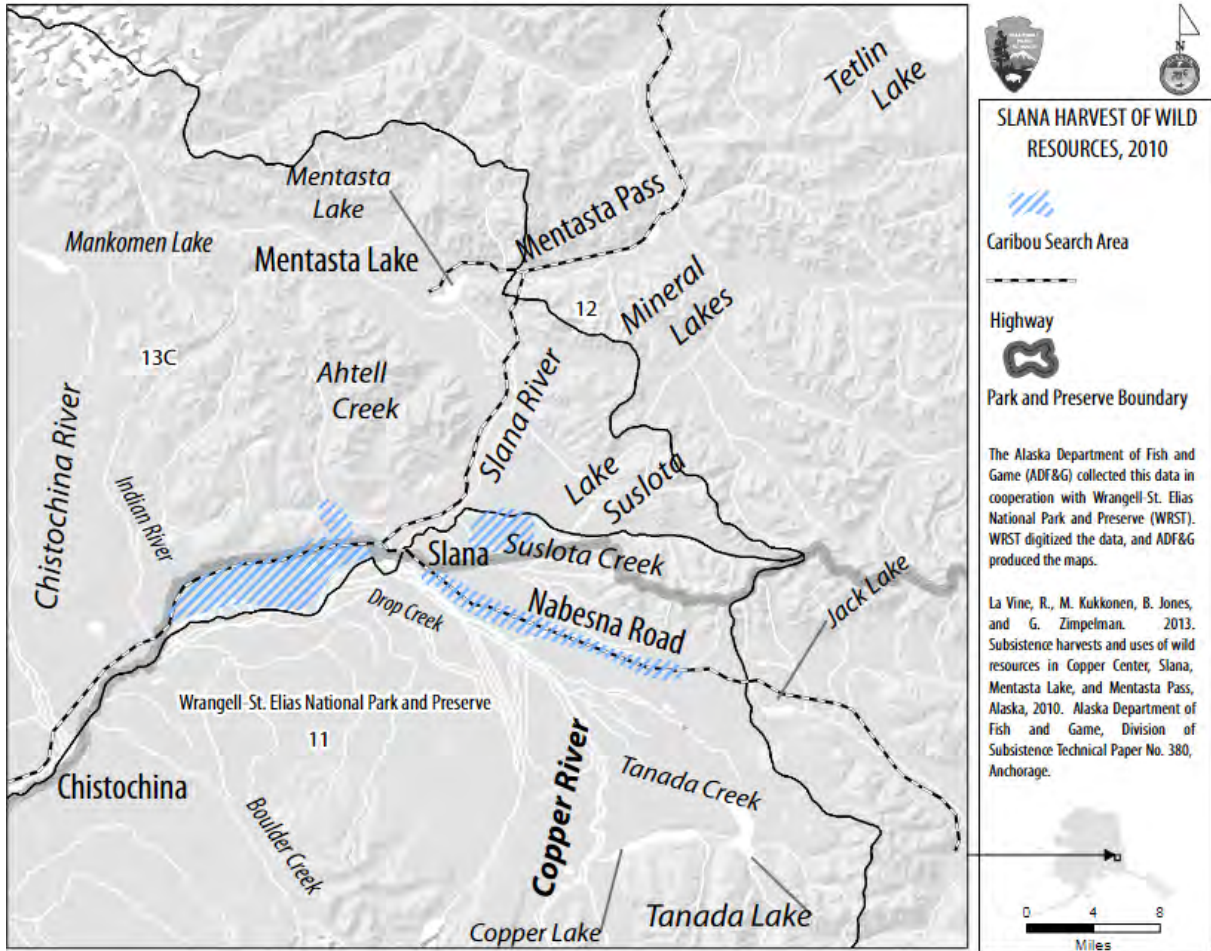 Tetlin
Lake
Mentasta
Lake
Mentasta Pass
Mankomen Lake
Mentasta Lake
12
Mineral
Lakes
13C
Ahtell
Creek
Chistochina River
Slana River
Indian River
Lake
Suslota
Slana
Suslota Creek
Drop Creek
Nabesna Road
Jack Lake
Wrangell-St. Elias National Park and Preserve
11
Chistochina
Boulder Creek
Copper River
Tanada Creek
Copper Lake
Tanada Lake
N
SLANA HARVEST OF WILD
RESOURCES, 2010
Caribou Search Area
Highway
Park and Preserve Boundary
The Alaska Department of Fish and
Game (ADF&G) collected this data in
cooperation with Wrangell-St. Elias
National Park and Preserve (WRST).
WRST digitized the data, and ADF&G
produced the maps.
La Vine, R., M. Kukkonen, B. Jones,
and G. Zimpelman. 2013.
Subsistence harvests and uses of wild
resources in Copper Center, Slana,
Mentasta Lake, and Mentasta Pass,
Alaska, 2010. Alaska Department of
Fish and Game, Division of
Subsistence Technical Paper No. 380,
Anchorage.
0 4 8
Miles